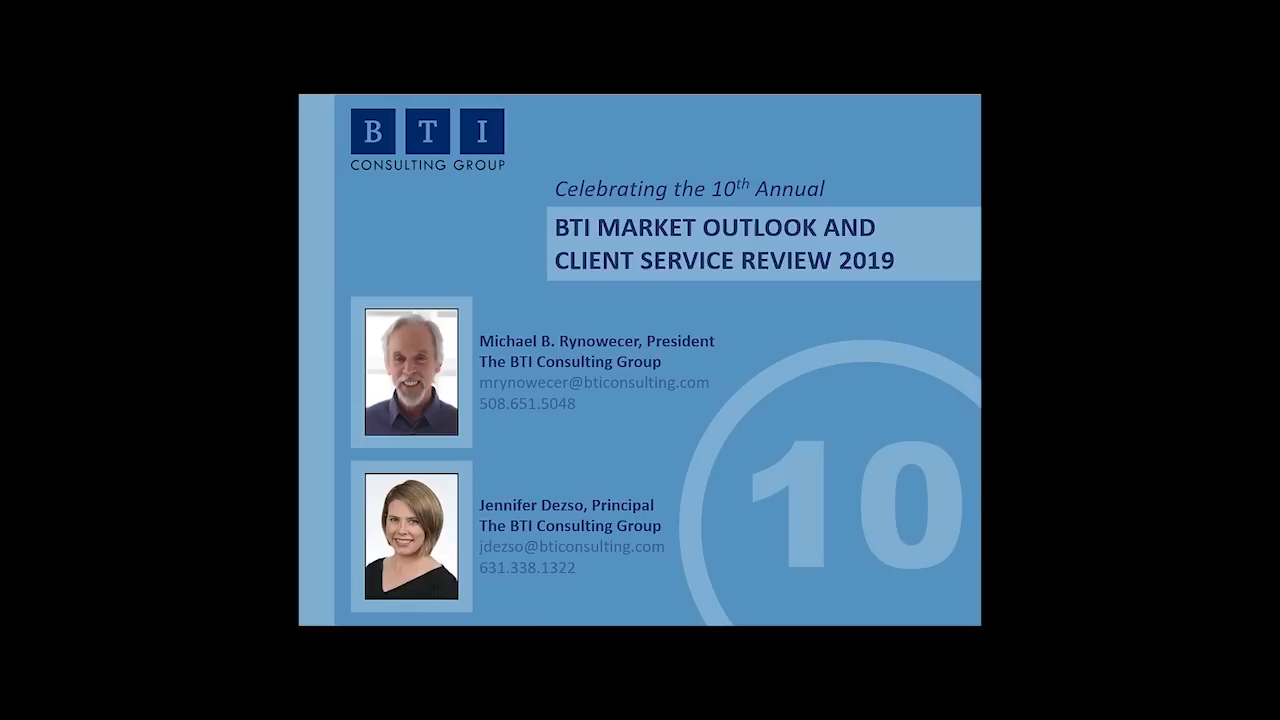 B T I
CONSULTING GROUP
Celebrating the 10th Annual
BTI MARKET OUTLOOK AND
CLIENT SERVICE REVIEW 2019
Michael B. Rynowecer, President
The BTI Consulting Group
mrynowecer@bticonsulting.com
508.651.5048
Jennifer Dezso, Principal
The BTI Consulting Group
jdezso@bticonsulting.com
631.338.1322
10